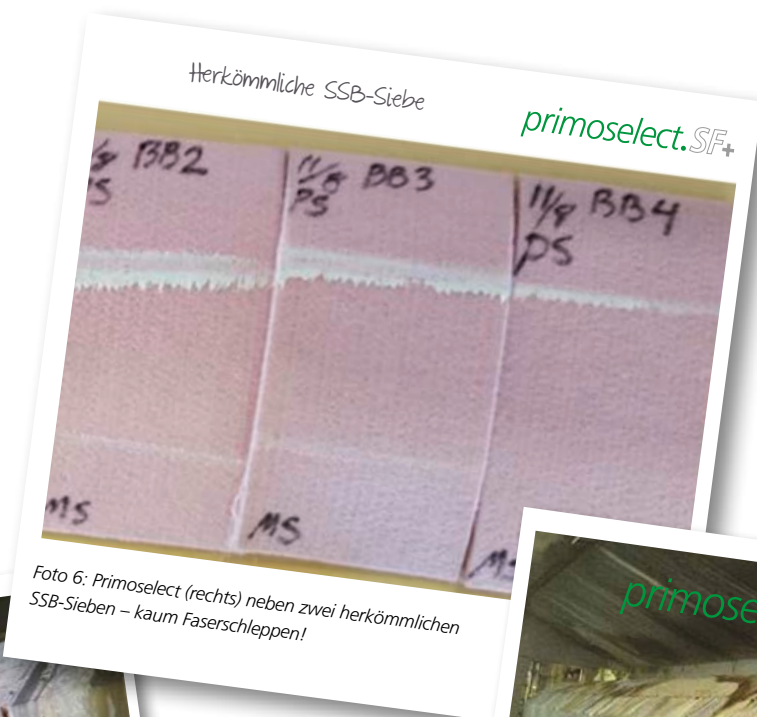 Herkömmliche SSB-Siebe
primoselect.SF+
BB2
11/8 BB3
PS
11/8 BB4
PS
MS
MS
Foto 6: Primoselect (rechts) neben zwei herkömmlichen
SSB-Sieben – kaum Faserschleppen!
primose